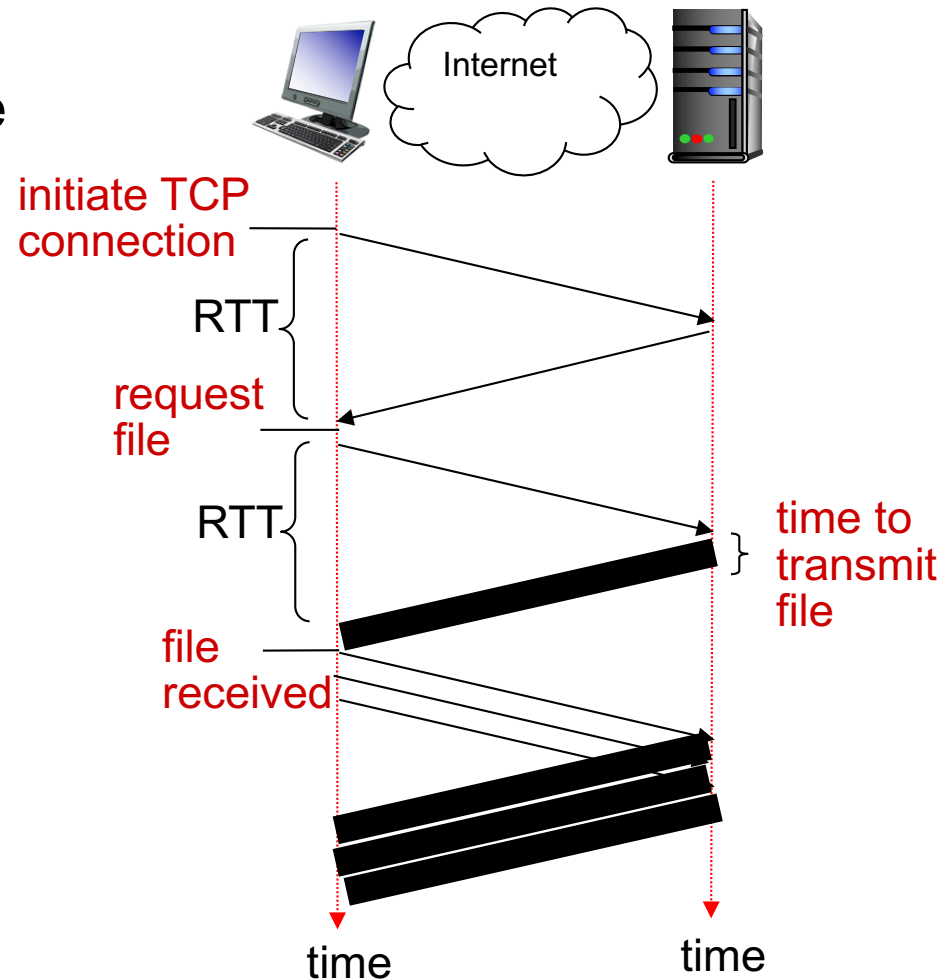 Internet
e
initiate TCP
connection
RTT
request
file
RTT
time to
transmit
file
file
received
time
time